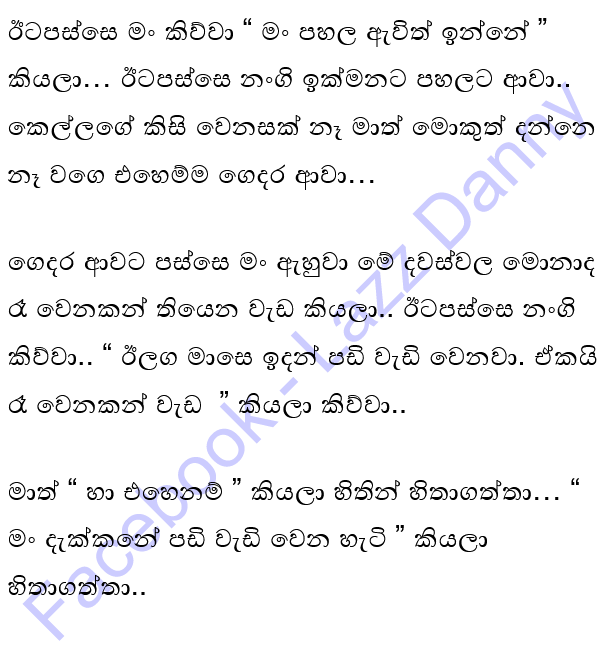 ඊටපස්සෙ මං කිව්වා “ මං පහල ඇවිත් ඉන්නේ ”
කියලා… ඊටපස්සෙ නංගි ඉක්මනට පහලට ආවා..
කෙල්ලගේ කිසි වෙනසක් නෑ මාත් මොකුත් දන්නෙ
නෑ වගෙ එහෙම්ම ගෙදර ආවා…
ගෙදර ආවට පස්සෙ මං ඇහුවා මේ දවස්වල මොනාද
රෑ වෙනකන් තියෙන වැඩ කියලා.. ඊටපස්සෙ නංගි
කිව්වා.. “ ඊලග මාසෙ ඉදන් පඩි වැඩි වෙනවා. ඒකයි
රෑ වෙනකන් වැඩ ” කියලා කිව්වා..
මාත් “ හා එහෙනම් ” කියලා හිතින් හිතාගත්තා… “
මං දැක්කනේ පඩි වැඩි වෙන හැටි ” කියලා
හිතාගත්තා..
Facebook - Lazz Danny